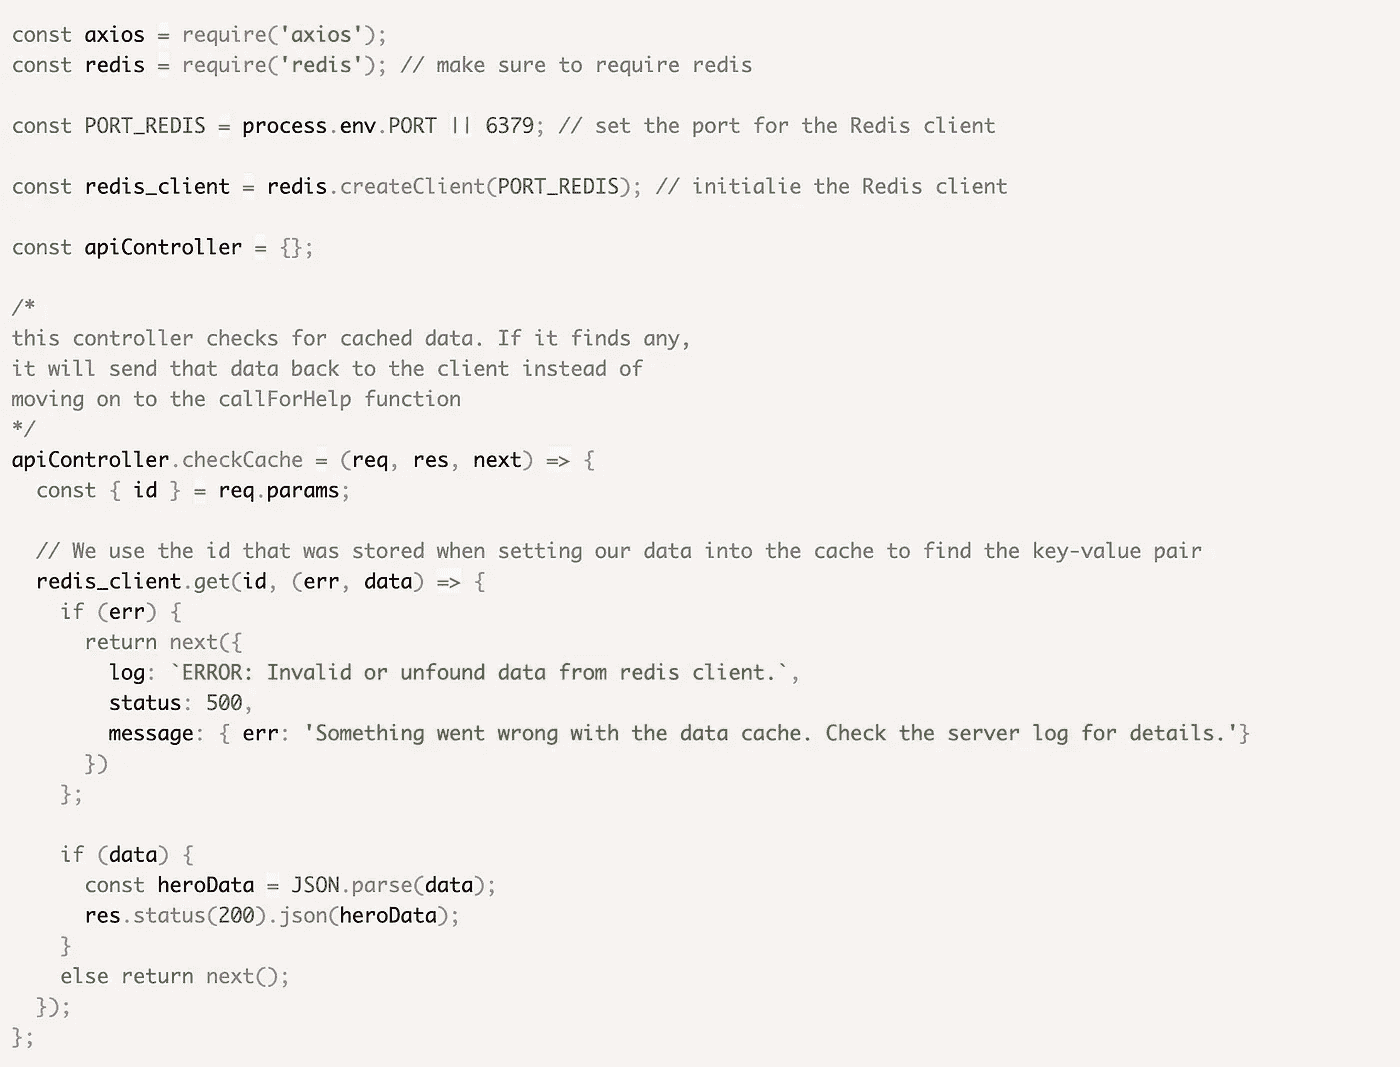 const axios = require('axios');
const redis = require('redis'); // make sure to require redis
const PORT_REDIS = process.env.PORT || 6379; // set the port for the Redis client
const redis_client = redis.createClient(PORT_REDIS); // initialie the Redis client
const apiController = {};
/*
this controller checks for cached data. If it finds any,
it will send that data back to the client instead of
moving on to the callForHelp function
*/
apiController.checkCache = (req, res, next) => {
  const { id } = req.params;
  // We use the id that was stored when setting our data into the cache to find the key-value pair
  redis_client.get(id, (err, data) => {
    if (err) {
      return next({
        log: `ERROR: Invalid or unfound data from redis client.`,
        status: 500,
        message: { err: 'Something went wrong with the data cache. Check the server log for details.'}
      })
    };
    if (data) {
      const heroData = JSON.parse(data);
      res.status(200).json(heroData);
    }
    else return next();
  });
};